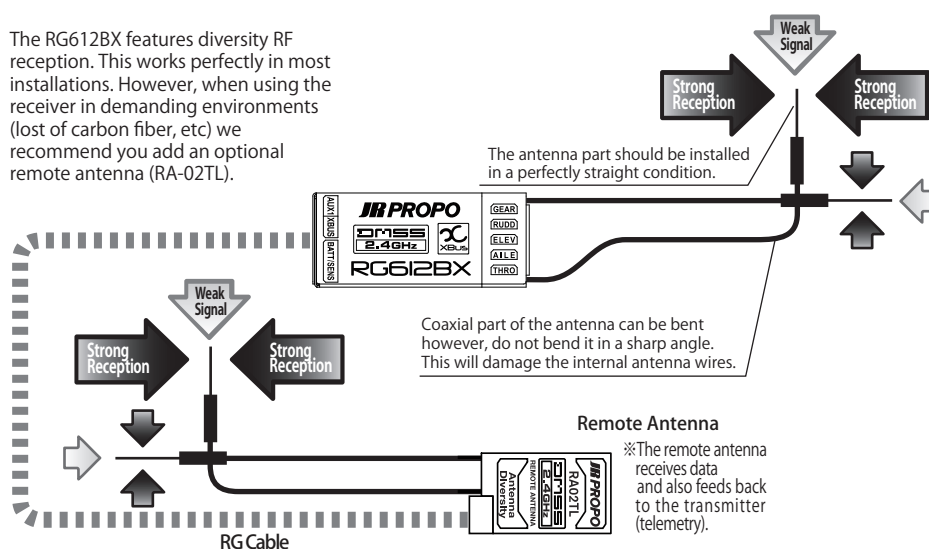 The RG612BX features diversity RF
reception. This works perfectly in most
installations. However, when using the
receiver in demanding environments
(lost of carbon fiber, etc) we
recommend you add an optional
remote antenna (RA-02TL).
Weak
Signal
Strong
Reception
Strong
Reception
The antenna part should be installed
in a perfectly straight condition.
AUX1 XBUS BATT/SENS
JR PROPO
DMSS
2.4GHz
XBus
RG612BX
GEAR
RUDD
ELEV
AILE
THRO
Coaxial part of the antenna can be bent
however, do not bend it in a sharp angle.
This will damage the internal antenna wires.
Weak
Signal
Strong
Reception
Strong
Reception
Remote Antenna
※The remote antenna
receives data
and also feeds back
to the transmitter
(telemetry).
JR PROPO
RA02TL
DMSS
2.4GHz
REMOTE ANTENNA
Antenna
Diversity
RG Cable